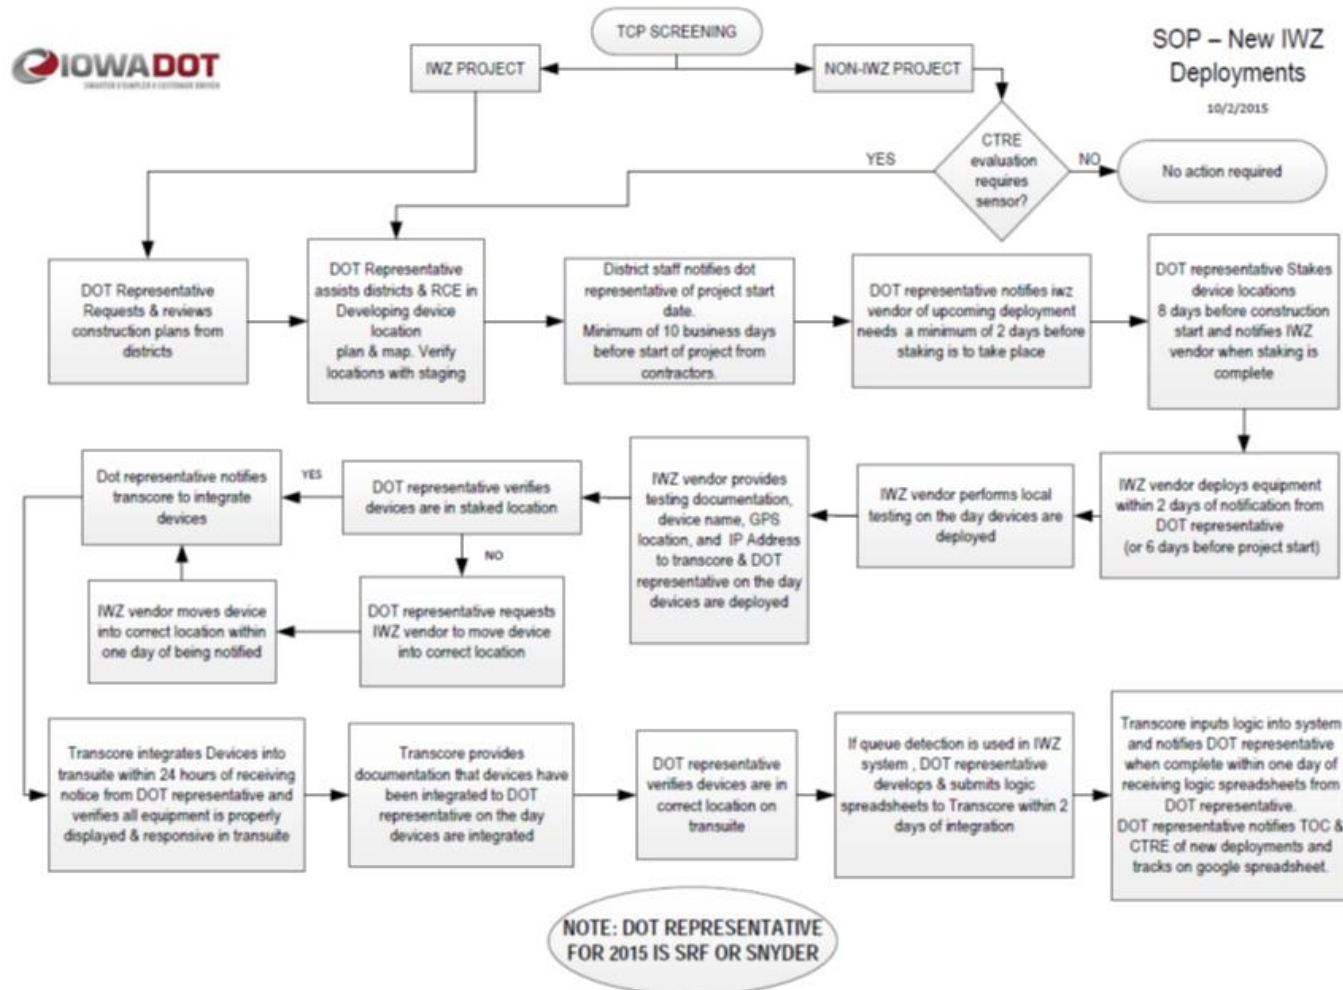 IOWADOT
SMARTER I SIMPLER I CUSTOMER DRIVEN
SOP – New IWZ
Deployments
10/2/2015
TCP SCREENING
IWZ PROJECT
NON-IWZ PROJECT
CTRE
evaluation
requires
sensor?
YES
NO
No action required
DOT Representative
Requests & reviews
construction plans from
districts
DOT Representative
assists districts & RCE in
Developing device
location
plan & map. Verify
locations with staging
District staff notifies dot
representative of project start
date.
Minimum of 10 business days
before start of project from
contractors.
DOT representative notifies iwz
vendor of upcoming deployment
needs a minimum of 2 days before
staking is to take place
DOT representative Stakes
device locations
8 days before construction
start and notifies IWZ
vendor when staking is
complete
IWZ vendor deploys equipment
within 2 days of notification from
DOT representative
(or 6 days before project start)
IWZ vendor performs local
testing on the day devices are
deployed
IWZ vendor provides
testing documentation,
device name, GPS
location, and IP Address
to transcore & DOT
representative on the day
devices are deployed
DOT representative verifies
devices are in staked location
YES
NO
Dot representative notifies
transcore to integrate
devices
DOT representative requests
IWZ vendor to move device
into correct location
IWZ vendor moves device
into correct location within
one day of being notified
Transcore integrates Devices into
transuite within 24 hours of receiving
notice from DOT representative and
verifies all equipment is properly
displayed & responsive in transuite
Transcore provides
documentation that devices have
been integrated to DOT
representative on the day
devices are integrated
DOT representative
verifies devices are in
correct location on
transuite
If queue detection is used in IWZ
system , DOT representative
develops & submits logic
spreadsheets to Transcore within 2
days of integration
Transcore inputs logic into system
and notifies DOT representative
when complete within one day of
receiving logic spreadsheets from
DOT representative.
DOT representative notifies TOC &
CTRE of new deployments and
tracks on google spreadsheet.
NOTE: DOT REPRESENTATIVE
FOR 2015 IS SRF OR SNYDER